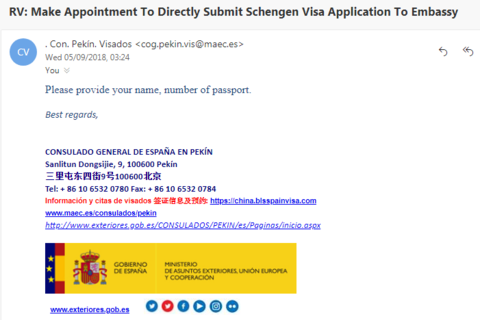 RV: Make Appointment To Directly Submit Schengen Visa Application To Embassy
CV
. Con. Pekín. Visados <cog.pekin.vis@maec.es>
Wed 05/09/2018, 03:24
You
Please provide your name, number of passport.
Best regards,
CONSULADO GENERAL DE ESPAÑA EN PEKÍN
Sanlitun Dongsijie, 9, 100600 Pekín
三里屯东四街9号100600北京
Tel: + 86 10 6532 0780 Fax: + 86 10 6532 0784
Información y citas de visados 签证信息及预约: https://china.blsspainvisa.com
www.maec.es/consulados/pekin
http://www.exteriores.gob.es/CONSULADOS/PEKIN/es/Paginas/inicio.aspx
GOBIERNO
DE ESPAÑA
MINISTERIO
DE ASUNTOS EXTERIORES, UNIÓN EUROPEA
Y COOPERACIÓN
www.exteriores.gob.es